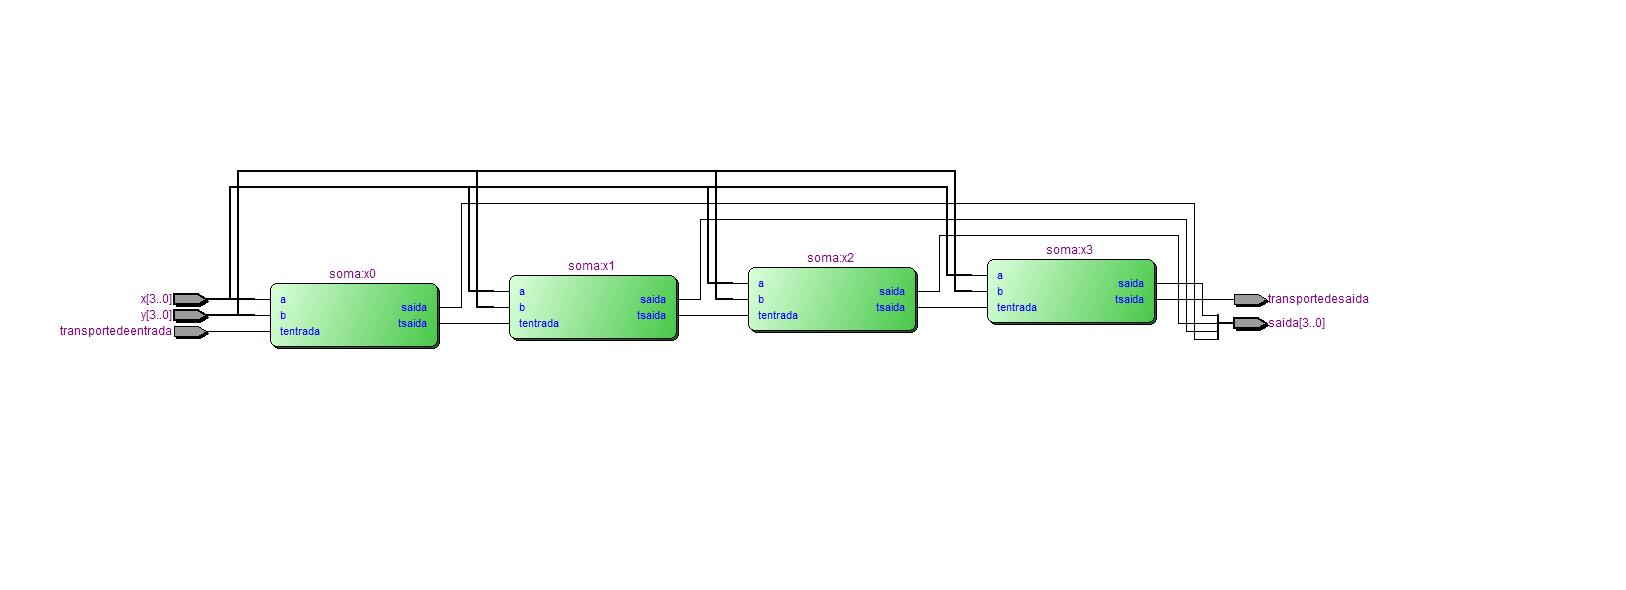 soma:x3
soma:x2
soma:x1
soma:x0
x[3..0]
y[3..0]
transportedeentrada
a
b
tentrada
saida
tsaida
a
b
tentrada
saida
tsaida
a
b
tentrada
saida
tsaida
a
b
tentrada
saida
tsaida
transportedesaida
saida[3..0]